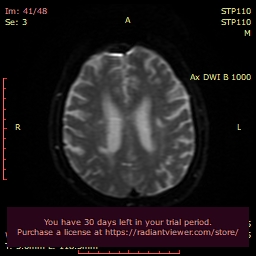 Im: 41/48
Se: 3
A
STP110
STP110
M
Ax DWI B 1000
R
L
You have 30 days left in your trial period.
Purchase a license at https://radiantviewer.com/store/